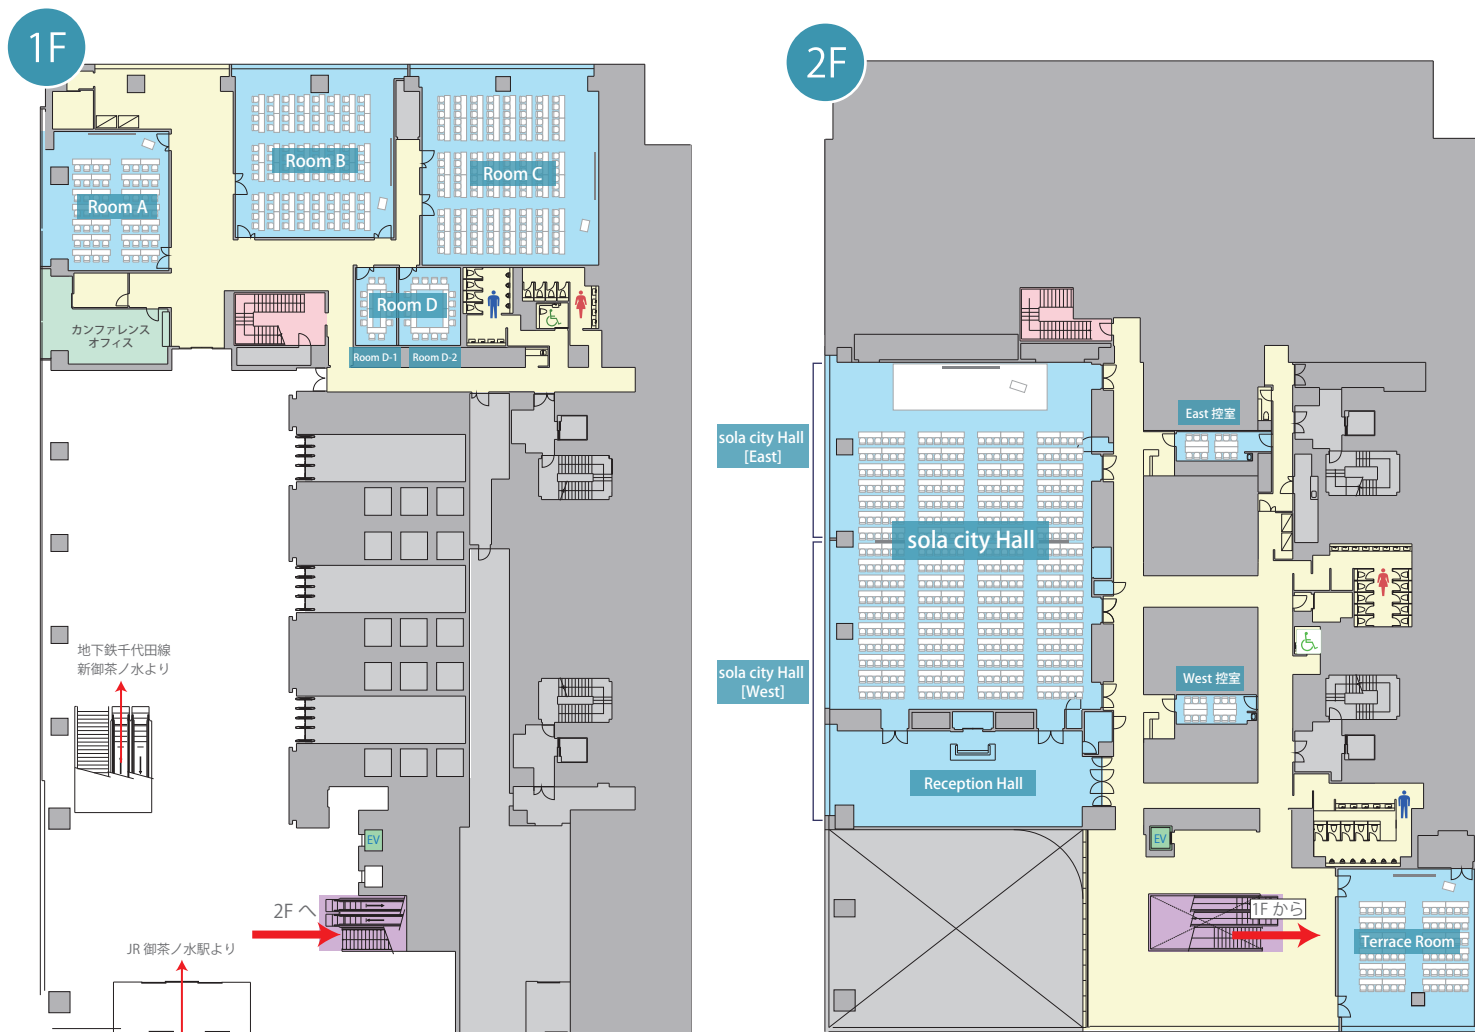 1F
Room A
Room B
Room C
Room D
Room D-1
Room D-2
カンファレンス
オフィス
地下鉄千代田線
新御茶ノ水より
EV
2F へ
JR 御茶ノ水駅より
2F
sola city Hall
[East]
sola city Hall
sola city Hall
[West]
East 控室
West 控室
Reception Hall
EV
1F から
Terrace Room